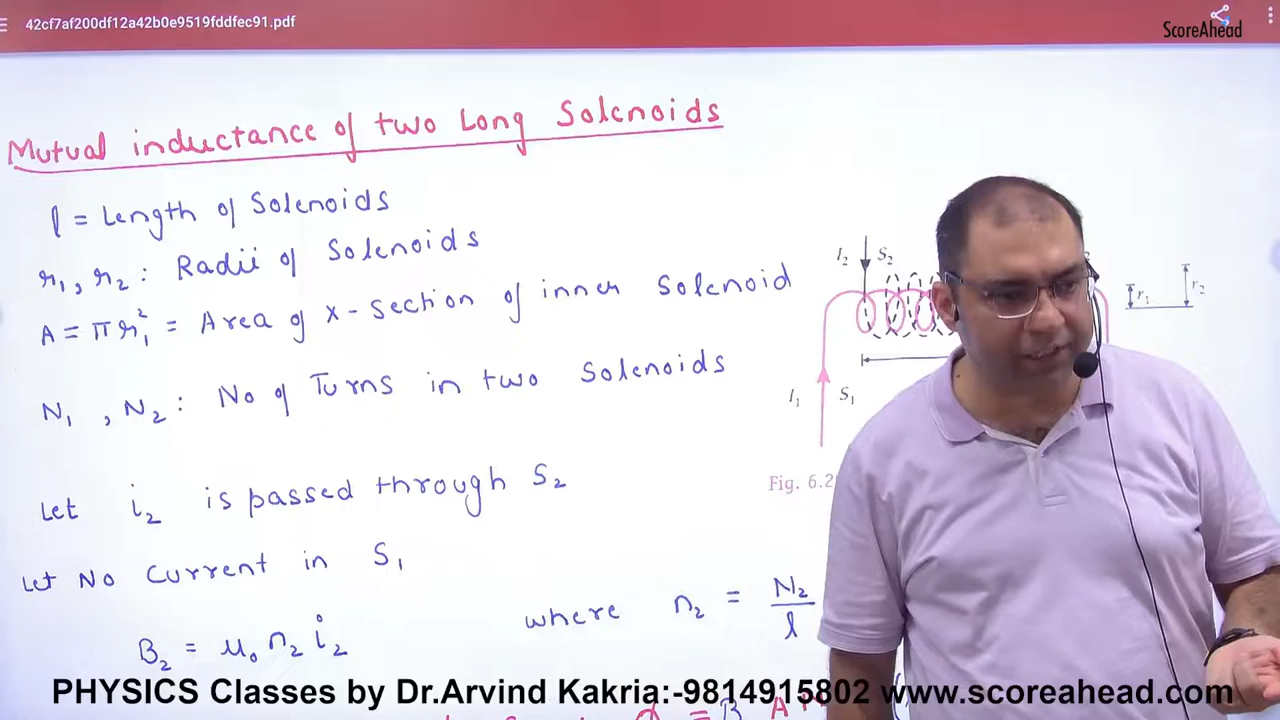 42cf7af200df12a42b0e9519fddfec91.pdf
ScoreAhead
Mutual inductance of two Long Solenoids
l = Length of Solenoids
r₁, r₂ : Radii of Solenoids
A = πr₁² = Area of x-section of inner Solenoid
N₁ , N₂ : No of Turns in two Solenoids
I₂ S₂
r₁ r₂
I₁ S₁
Fig. 6.2
Let i₂ is passed through S₂
Let No Current in S₁
B₂ = μ₀ n₂ i₂ where n₂ = N₂/l
PHYSICS Classes by Dr.Arvind Kakria:-9814915802 www.scoreahead.com